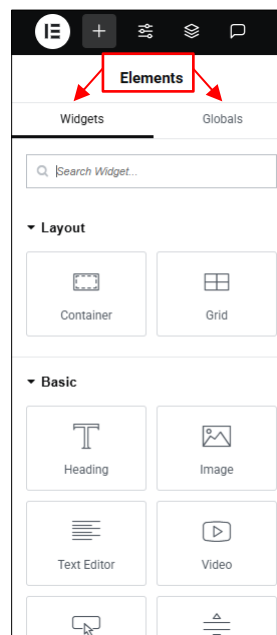 Elements
Widgets Globals
Search Widget...
Layout
Container Grid
Basic
Heading Image
Text Editor Video